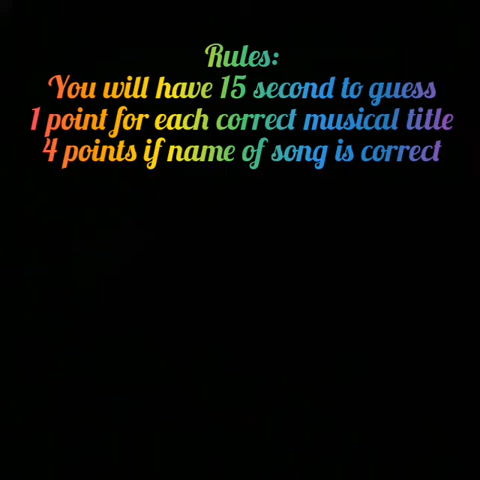 Rules:
You will have 15 second to guess
1 point for each correct musical title
4 points if name of song is correct